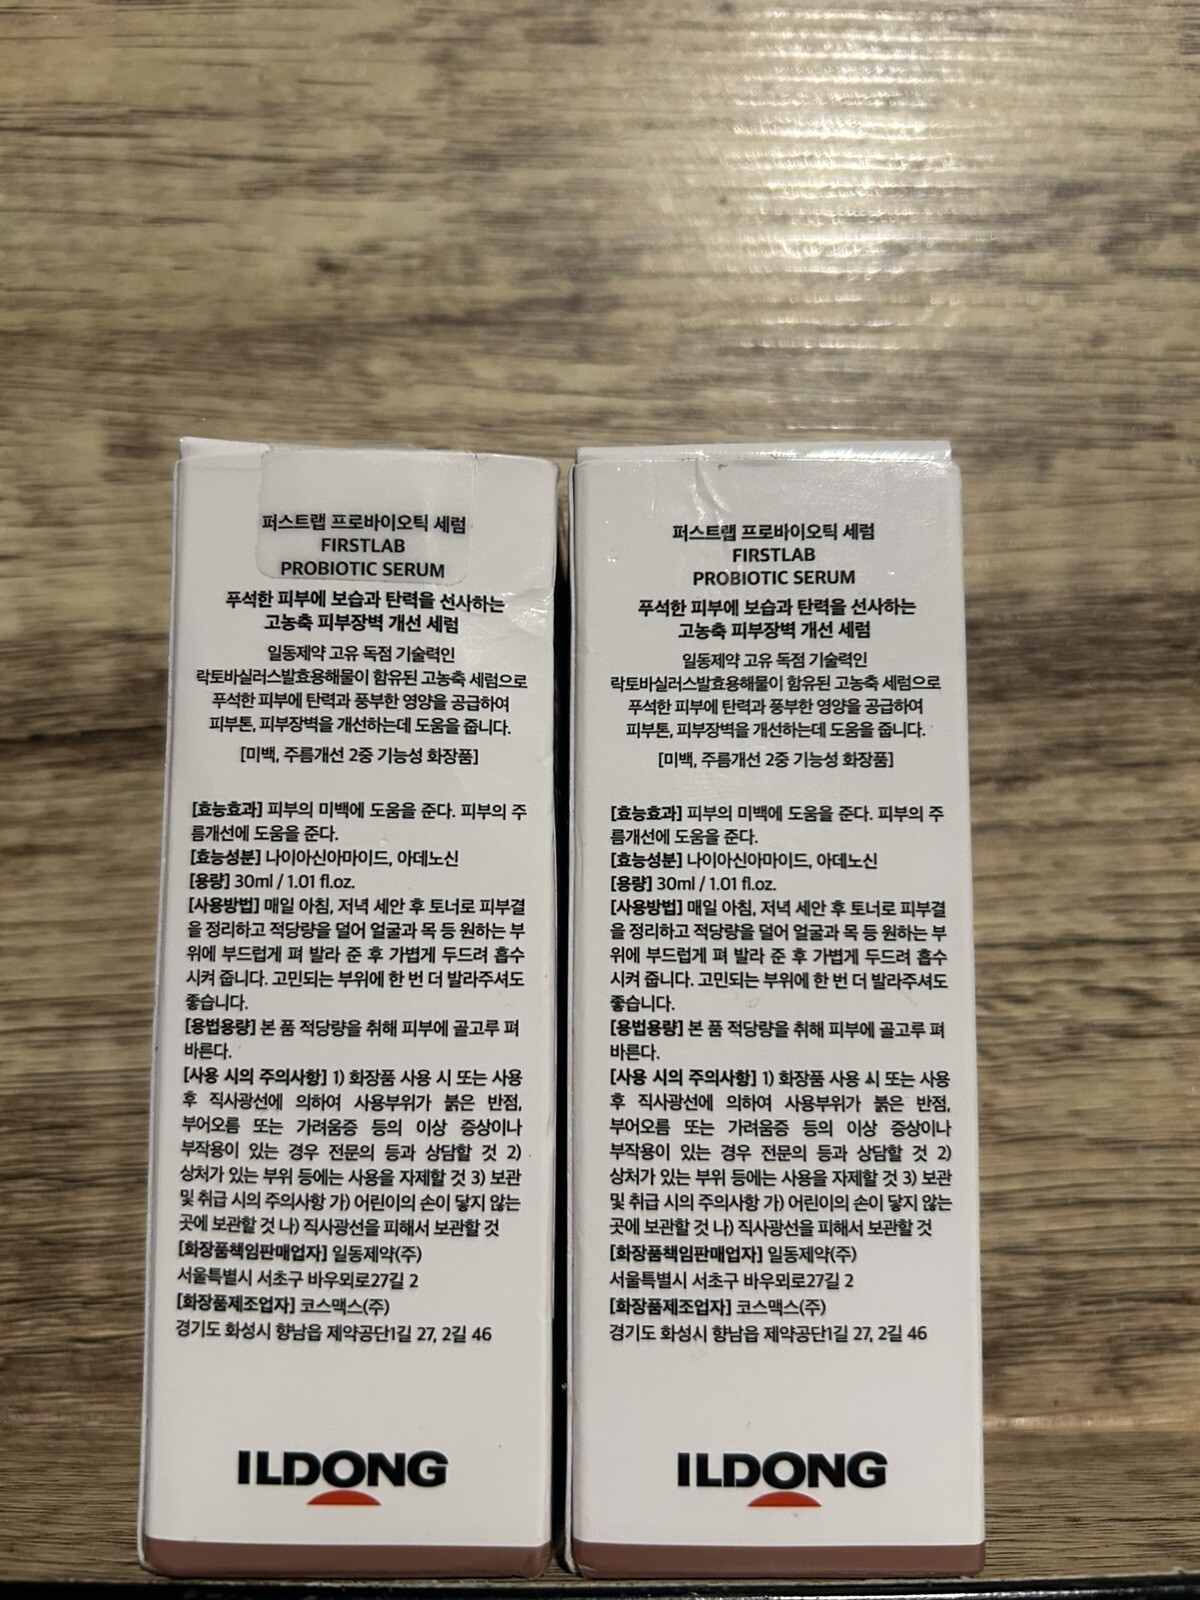 퍼스트랩 프로바이오틱 세럼
FIRSTLAB
PROBIOTIC SERUM
푸석한 피부에 보습과 탄력을 선사하는
고농축 피부장벽 개선 세럼
일동제약 고유 독점 기술력인
락토바실러스발효용해물이 함유된 고농축 세럼으로
푸석한 피부에 탄력과 풍부한 영양을 공급하여
피부톤, 피부장벽을 개선하는데 도움을 줍니다.
[미백, 주름개선 2중 기능성 화장품]
[효능효과] 피부의 미백에 도움을 준다. 피부의 주
름개선에 도움을 준다.
[효능성분] 나이아신아마이드, 아데노신
[용량] 30ml / 1.01 fl.oz.
[사용방법] 매일 아침, 저녁 세안 후 토너로 피부결
을 정리하고 적당량을 덜어 얼굴과 목 등 원하는 부
위에 부드럽게 펴 발라 준 후 가볍게 두드려 흡수
시켜 줍니다. 고민되는 부위에 한 번 더 발라주셔도
좋습니다.
[용법용량] 본 품 적당량을 취해 피부에 골고루 펴
바른다.
[사용 시의 주의사항] 1) 화장품 사용 시 또는 사용
후 직사광선에 의하여 사용부위가 붉은 반점,
부어오름 또는 가려움증 등의 이상 증상이나
부작용이 있는 경우 전문의 등과 상담할 것 2)
상처가 있는 부위 등에는 사용을 자제할 것 3) 보관
및 취급 시의 주의사항 가) 어린이의 손이 닿지 않는
곳에 보관할 것 나) 직사광선을 피해서 보관할 것
[화장품책임판매업자] 일동제약(주)
서울특별시 서초구 바우뫼로27길 2
[화장품제조업자] 코스맥스(주)
경기도 화성시 향남읍 제약공단1길 27, 2길 46
ILDONG
퍼스트랩 프로바이오틱 세럼
FIRSTLAB
PROBIOTIC SERUM
푸석한 피부에 보습과 탄력을 선사하는
고농축 피부장벽 개선 세럼
일동제약 고유 독점 기술력인
락토바실러스발효용해물이 함유된 고농축 세럼으로
푸석한 피부에 탄력과 풍부한 영양을 공급하여
피부톤, 피부장벽을 개선하는데 도움을 줍니다.
[미백, 주름개선 2중 기능성 화장품]
[효능효과] 피부의 미백에 도움을 준다. 피부의 주
름개선에 도움을 준다.
[효능성분] 나이아신아마이드, 아데노신
[용량] 30ml / 1.01 fl.oz.
[사용방법] 매일 아침, 저녁 세안 후 토너로 피부결
을 정리하고 적당량을 덜어 얼굴과 목 등 원하는 부
위에 부드럽게 펴 발라 준 후 가볍게 두드려 흡수
시켜 줍니다. 고민되는 부위에 한 번 더 발라주셔도
좋습니다.
[용법용량] 본 품 적당량을 취해 피부에 골고루 펴
바른다.
[사용 시의 주의사항] 1) 화장품 사용 시 또는 사용
후 직사광선에 의하여 사용부위가 붉은 반점,
부어오름 또는 가려움증 등의 이상 증상이나
부작용이 있는 경우 전문의 등과 상담할 것 2)
상처가 있는 부위 등에는 사용을 자제할 것 3) 보관
및 취급 시의 주의사항 가) 어린이의 손이 닿지 않는
곳에 보관할 것 나) 직사광선을 피해서 보관할 것
[화장품책임판매업자] 일동제약(주)
서울특별시 서초구 바우뫼로27길 2
[화장품제조업자] 코스맥스(주)
경기도 화성시 향남읍 제약공단1길 27, 2길 46
ILDONG